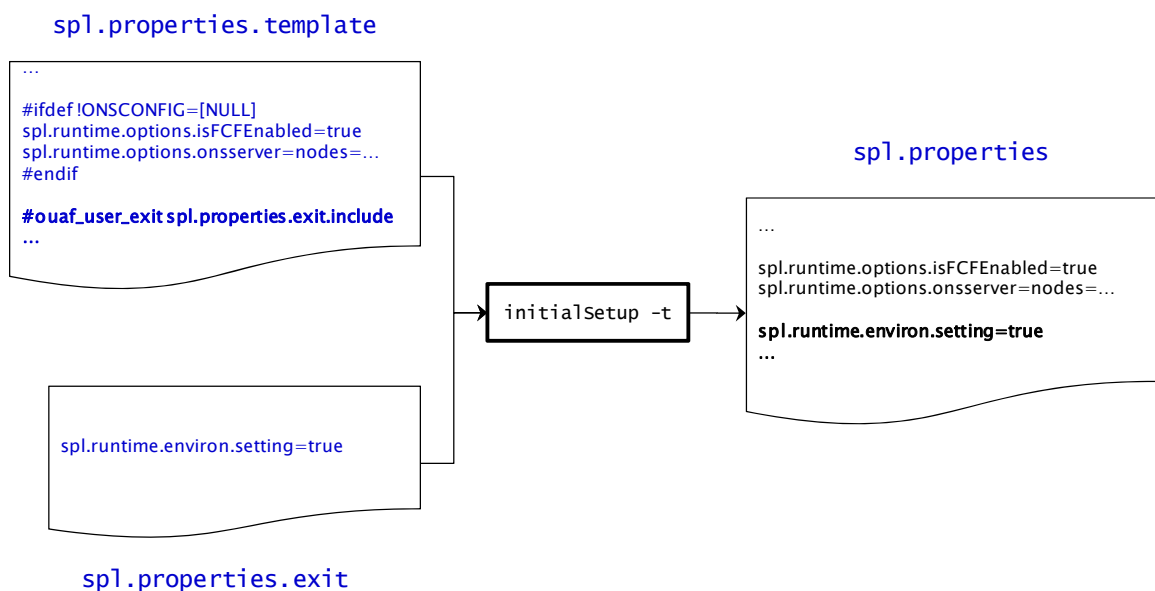 spl.properties.template
...
#ifdef !ONSCONFIG=[NULL]
spl.runtime.options.isFCFEnabled=true
spl.runtime.options.onsserver=nodes=...
#endif
#ouaf_user_exit spl.properties.exit.include
...
spl.runtime.environ.setting=true
spl.properties.exit
initialSetup -t
spl.properties
...
spl.runtime.options.isFCFEnabled=true
spl.runtime.options.onsserver=nodes=...
spl.runtime.environ.setting=true
...